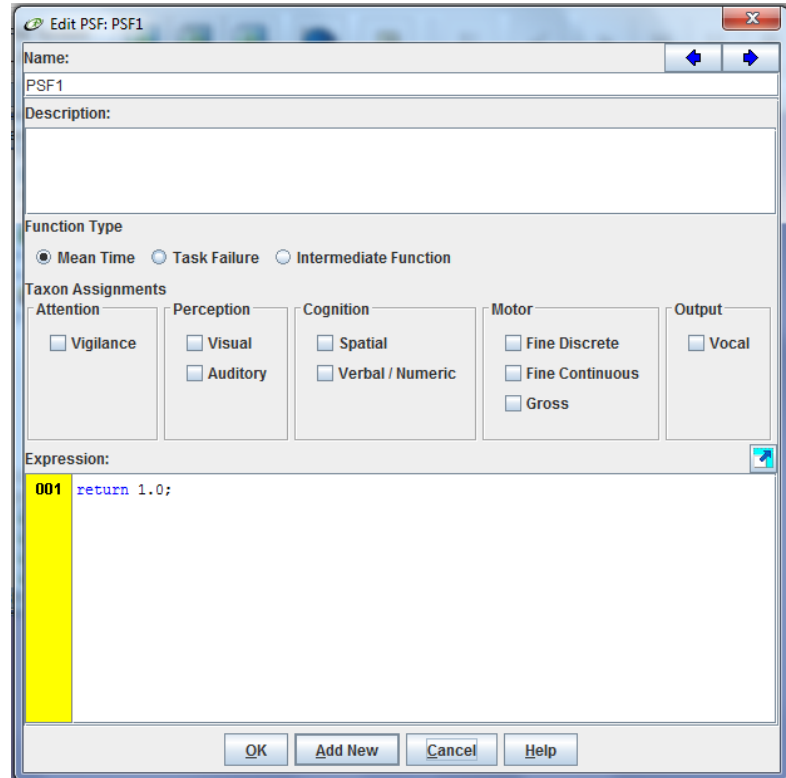 Edit PSF: PSF1
Name:
PSF1
Description:
Function Type
Mean Time Task Failure Intermediate Function
Taxon Assignments
Attention Perception Cognition Motor Output
Vigilance Visual Spatial Fine Discrete Vocal
Auditory Verbal / Numeric Fine Continuous
Gross
Expression:
001 return 1.0;
OK Add New Cancel Help